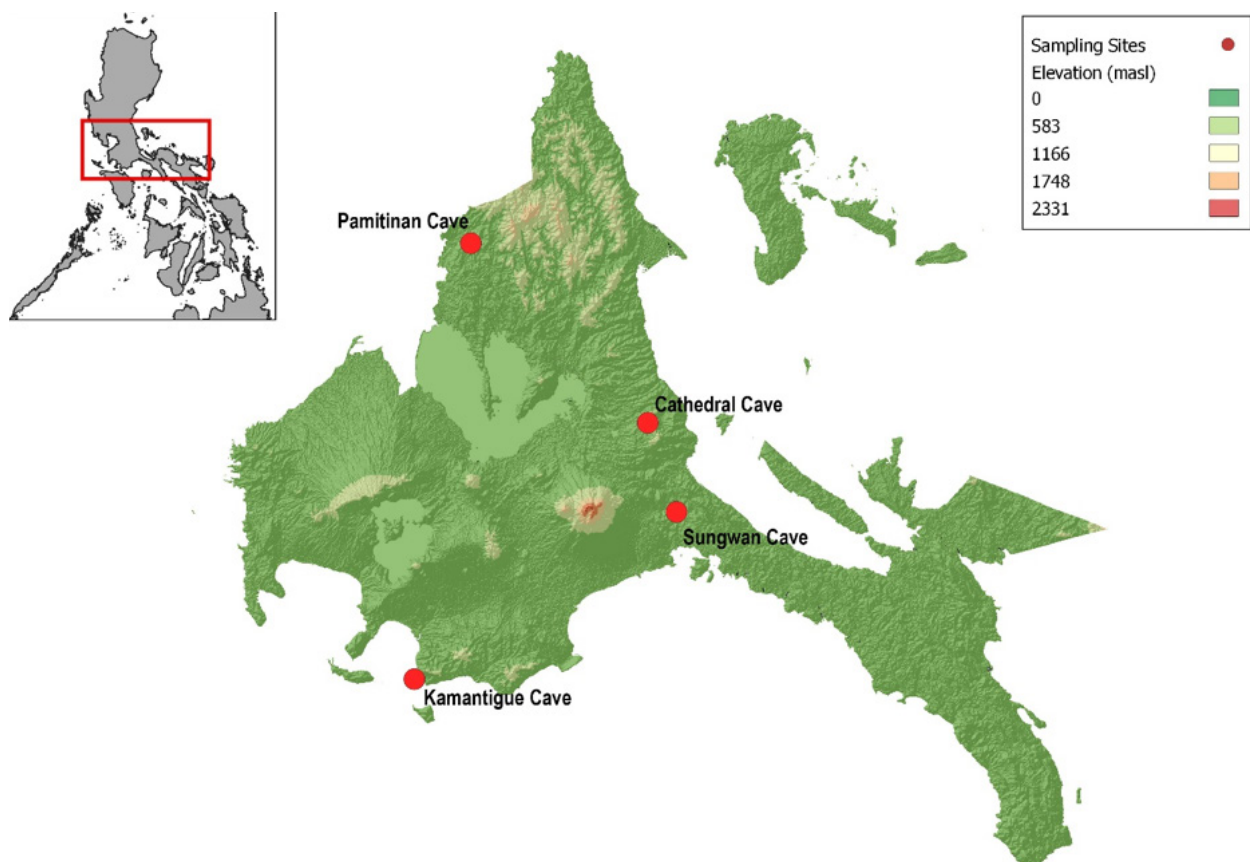 Sampling Sites
Elevation (masl)
0
583
1166
1748
2331
Pamitinan Cave
Cathedral Cave
Sungwan Cave
Kamantigue Cave